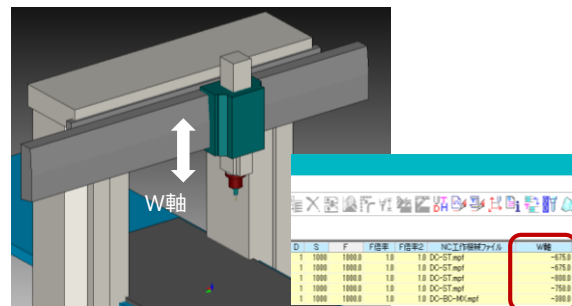 W軸
D S F F倍率 F倍率2 NC工作機械ファイル W軸
1 1000 1000.0 1.0 1.0 DC-ST.mpf -675.0
1 1000 1000.0 1.0 1.0 DC-ST.mpf -675.0
1 1000 1000.0 1.0 1.0 DC-ST.mpf -800.0
1 1000 1000.0 1.0 1.0 DC-ST.mpf -750.0
1 1000 1000.0 1.0 1.0 DC-BC-MX.mpf -300.0